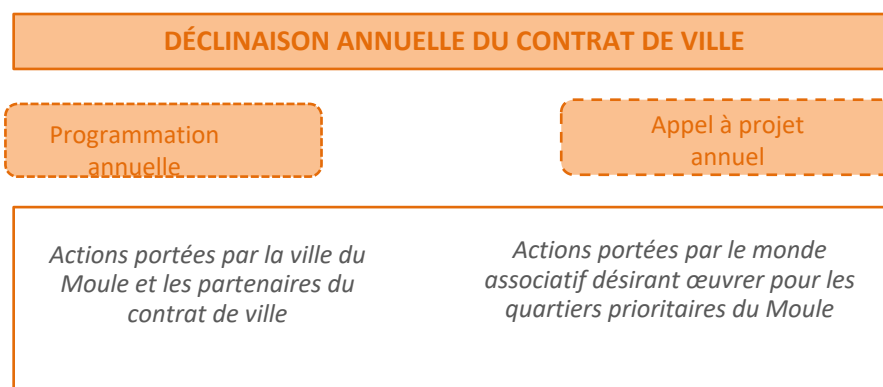 DÉCLINAISON ANNUELLE DU CONTRAT DE VILLE
Programmation
annuelle
Appel à projet
annuel
Actions portées par la ville du
Moule et les partenaires du
contrat de ville
Actions portées par le monde
associatif désirant œuvrer pour les
quartiers prioritaires du Moule